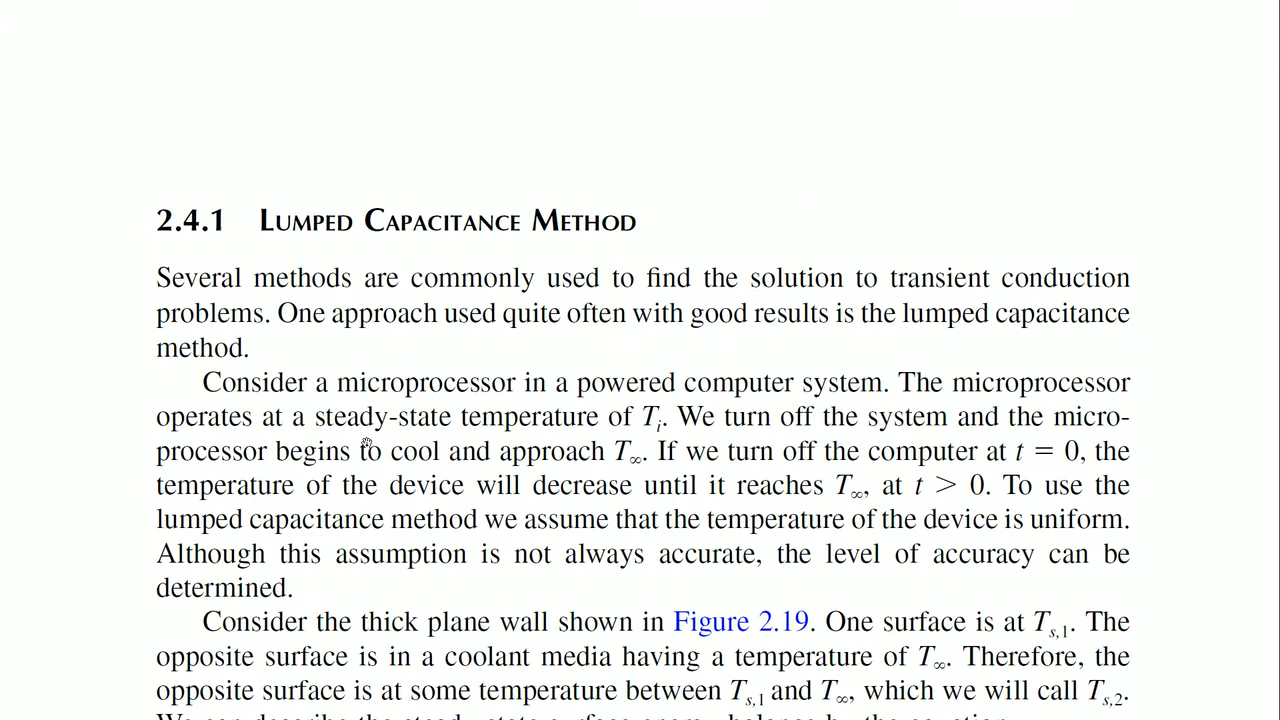 2.4.1 Lumped Capacitance Method
Several methods are commonly used to find the solution to transient conduction
problems. One approach used quite often with good results is the lumped capacitance
method.
Consider a microprocessor in a powered computer system. The microprocessor
operates at a steady-state temperature of Ti. We turn off the system and the micro-
processor begins to cool and approach T∞. If we turn off the computer at t = 0, the
temperature of the device will decrease until it reaches T∞, at t > 0. To use the
lumped capacitance method we assume that the temperature of the device is uniform.
Although this assumption is not always accurate, the level of accuracy can be
determined.
Consider the thick plane wall shown in Figure 2.19. One surface is at Ts,1. The
opposite surface is in a coolant media having a temperature of T∞. Therefore, the
opposite surface is at some temperature between Ts,1 and T∞, which we will call Ts,2.